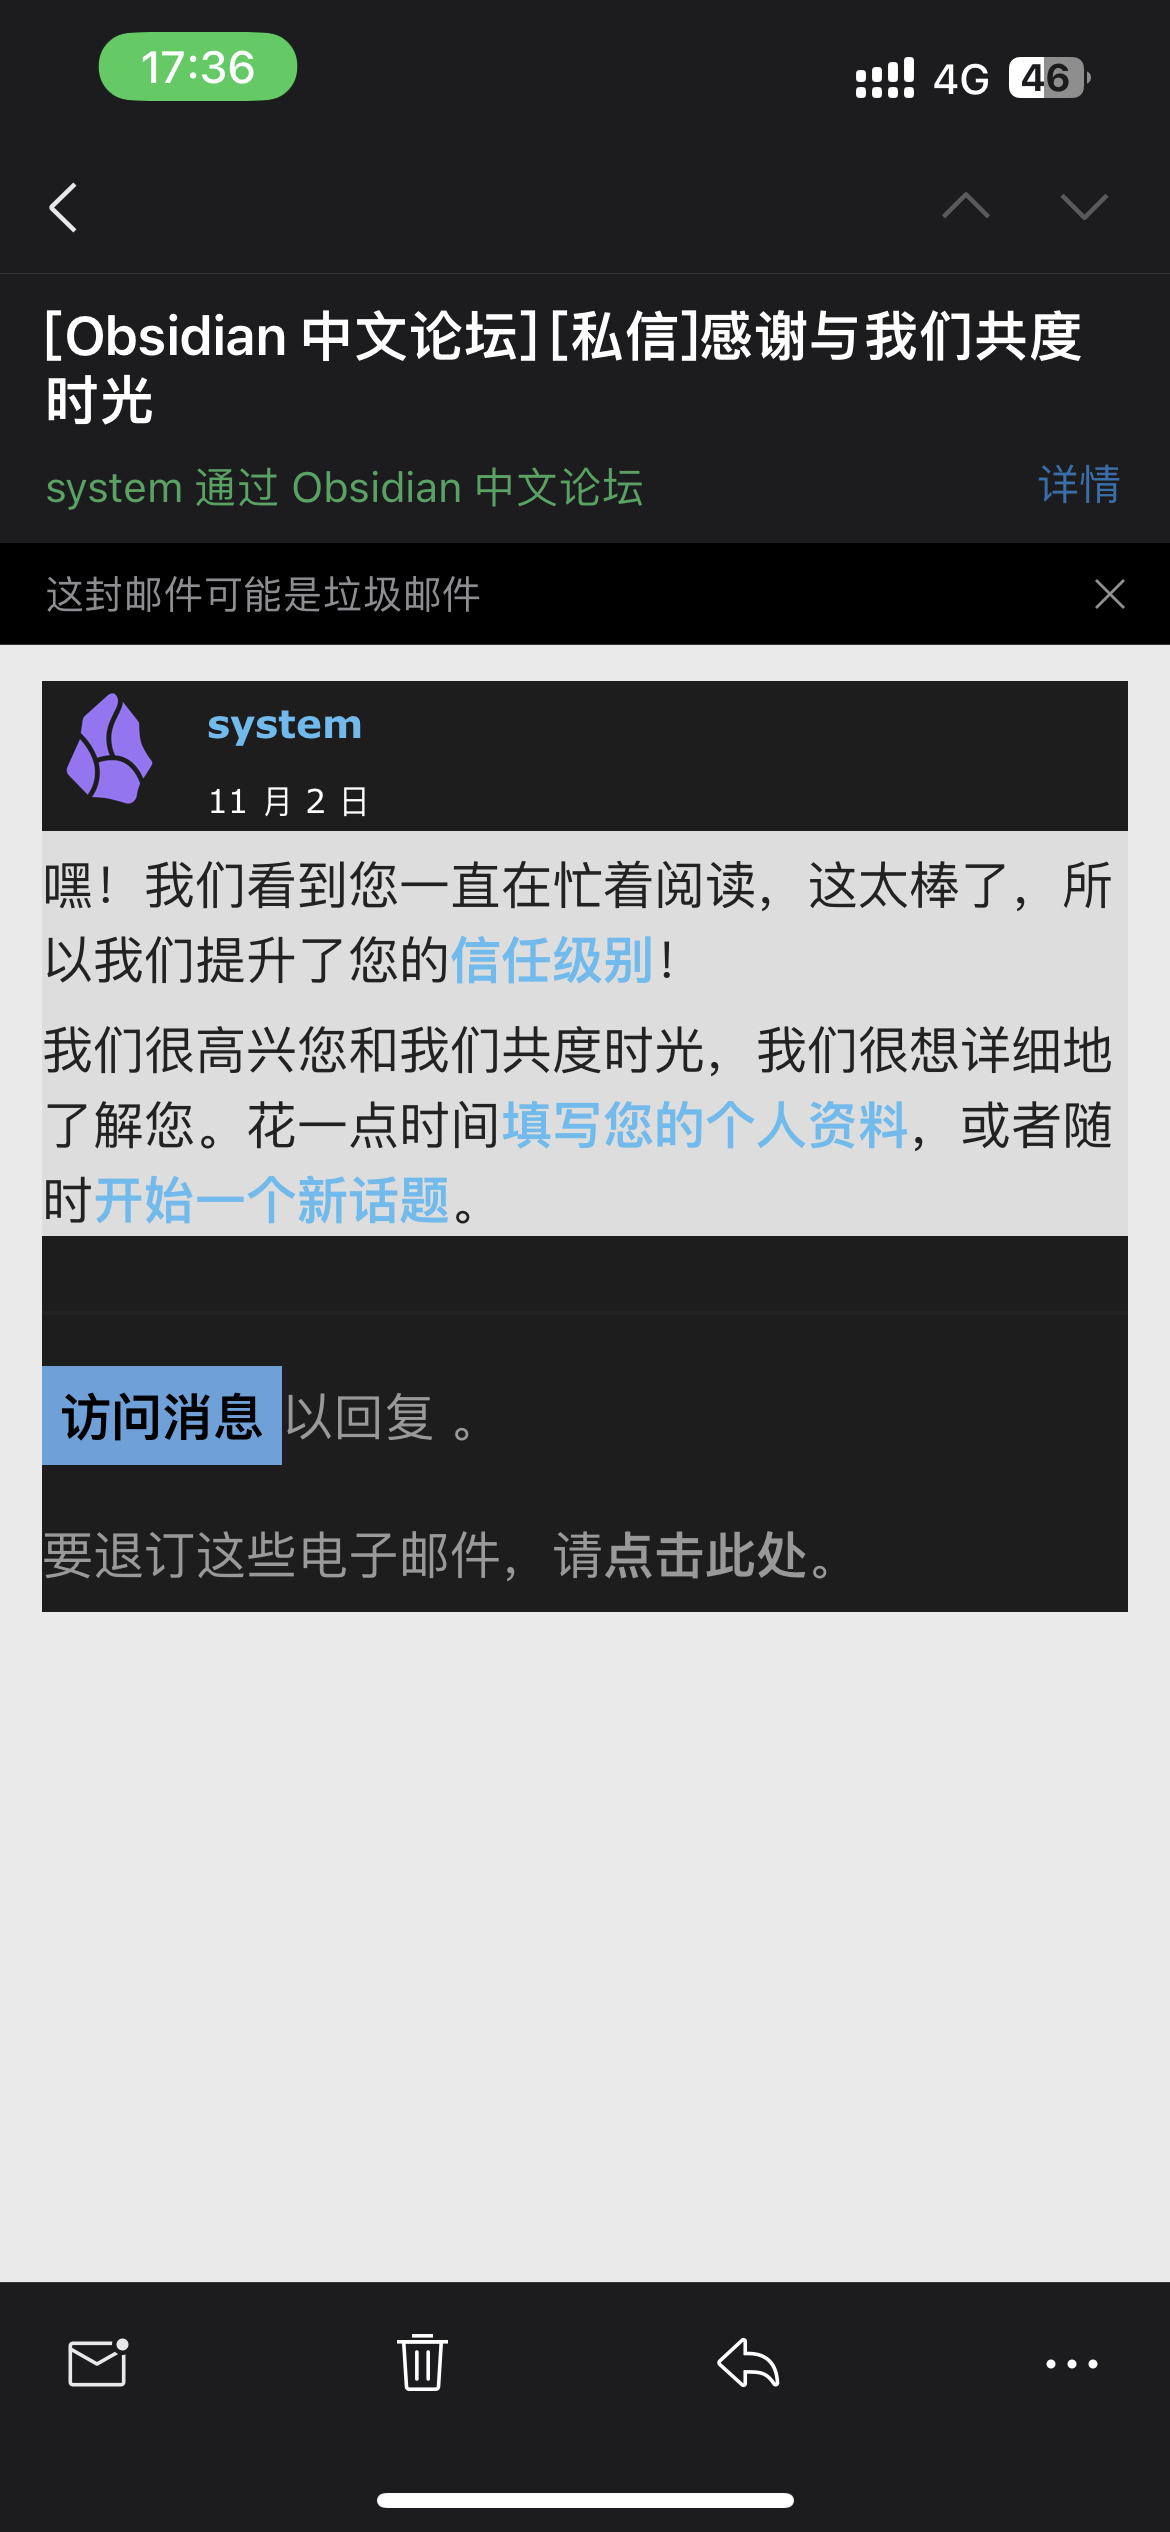 17:36
4G 46
[Obsidian 中文论坛] [私信]感谢与我们共度
时光
system 通过 Obsidian 中文论坛
详情
这封邮件可能是垃圾邮件
system
11 月 2 日
嘿！我们看到您一直在忙着阅读，这太棒了，所
以我们提升了您的信任级别！
我们很高兴您和我们共度时光，我们很想详细地
了解您。花一点时间填写您的个人资料，或者随
时开始一个新话题。
访问消息 以回复 。
要退订这些电子邮件，请点击此处。